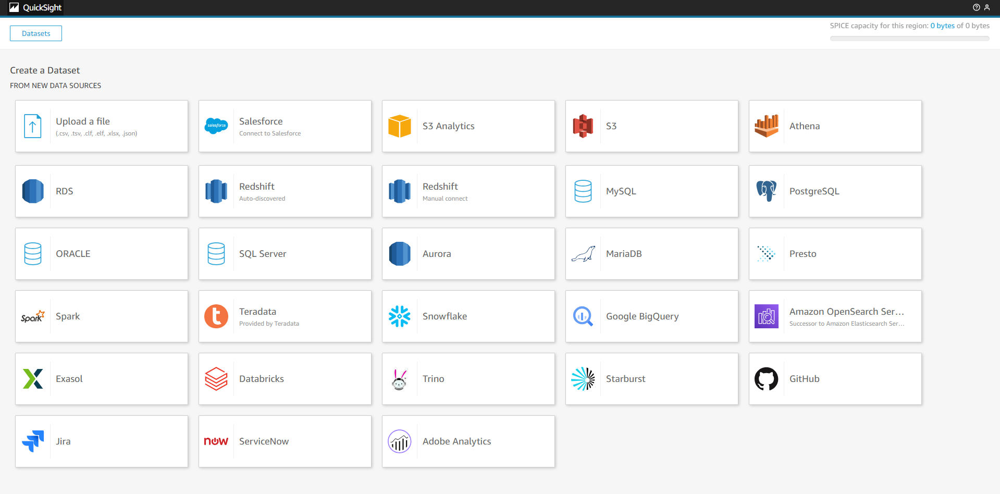 QuickSight
Datasets
SPICE capacity for this region: 0 bytes of 0 bytes
Create a Dataset
FROM NEW DATA SOURCES
Upload a file
(.csv, .tsv, .clf, .elf, .xlsx, .json)
salesforce
Salesforce
Connect to Salesforce
S3 Analytics
S3
Athena
RDS
Redshift
Auto-discovered
Redshift
Manual connect
MySQL
PostgreSQL
ORACLE
SQL Server
Aurora
MariaDB
Presto
Spark
Spark
t
Teradata
Provided by Teradata
Snowflake
Google BigQuery
Amazon OpenSearch Ser...
Successor to Amazon Elasticsearch Ser...
Exasol
Databricks
Trino
Starburst
GitHub
Jira
now
ServiceNow
Adobe Analytics